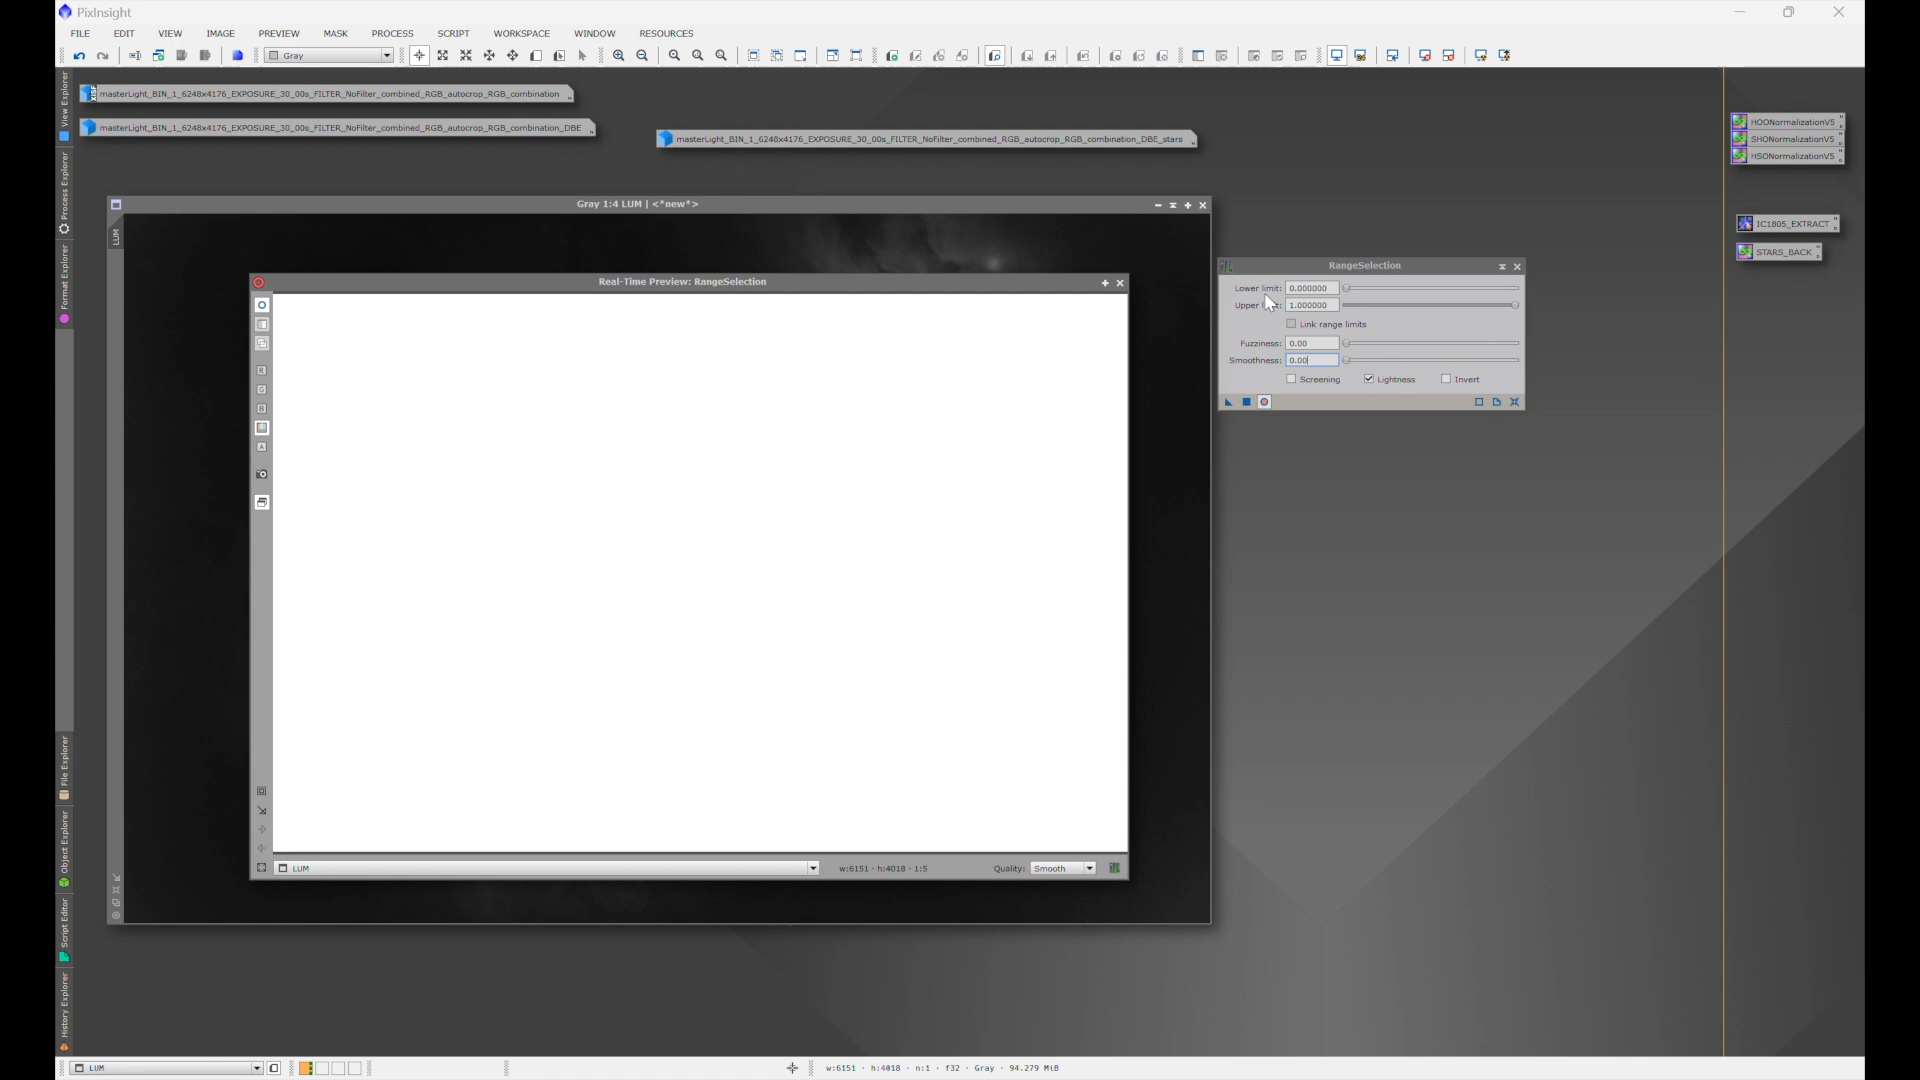 PixInsight
FILE EDIT VIEW IMAGE PREVIEW MASK PROCESS SCRIPT WORKSPACE WINDOW RESOURCES
Gray
View Explorer
Process Explorer
Format Explorer
File Explorer
Object Explorer
Script Editor
History Explorer
masterLight_BIN_1_6248x4176_EXPOSURE_30_00s_FILTER_NoFilter_combined_RGB_autocrop_RGB_combination
masterLight_BIN_1_6248x4176_EXPOSURE_30_00s_FILTER_NoFilter_combined_RGB_autocrop_RGB_combination_DBE
masterLight_BIN_1_6248x4176_EXPOSURE_30_00s_FILTER_NoFilter_combined_RGB_autocrop_RGB_combination_DBE_stars
HOONormalizationV5
SHONormalizationV5
HSONormalizationV5
IC1805_EXTRACT
STARS_BACK
Gray 1:4 LUM | <*new*>
LUM
Real-Time Preview: RangeSelection
R
G
B
A
LUM
w:6151 · h:4018 · 1:5
Quality: Smooth
RangeSelection
Lower limit: 0.000000
Upper 1.000000
Link range limits
Fuzziness: 0.00
Smoothness: 0.00
Screening Lightness Invert
LUM
w:6151 · h:4018 · n:1 · f32 · Gray · 94.279 MiB